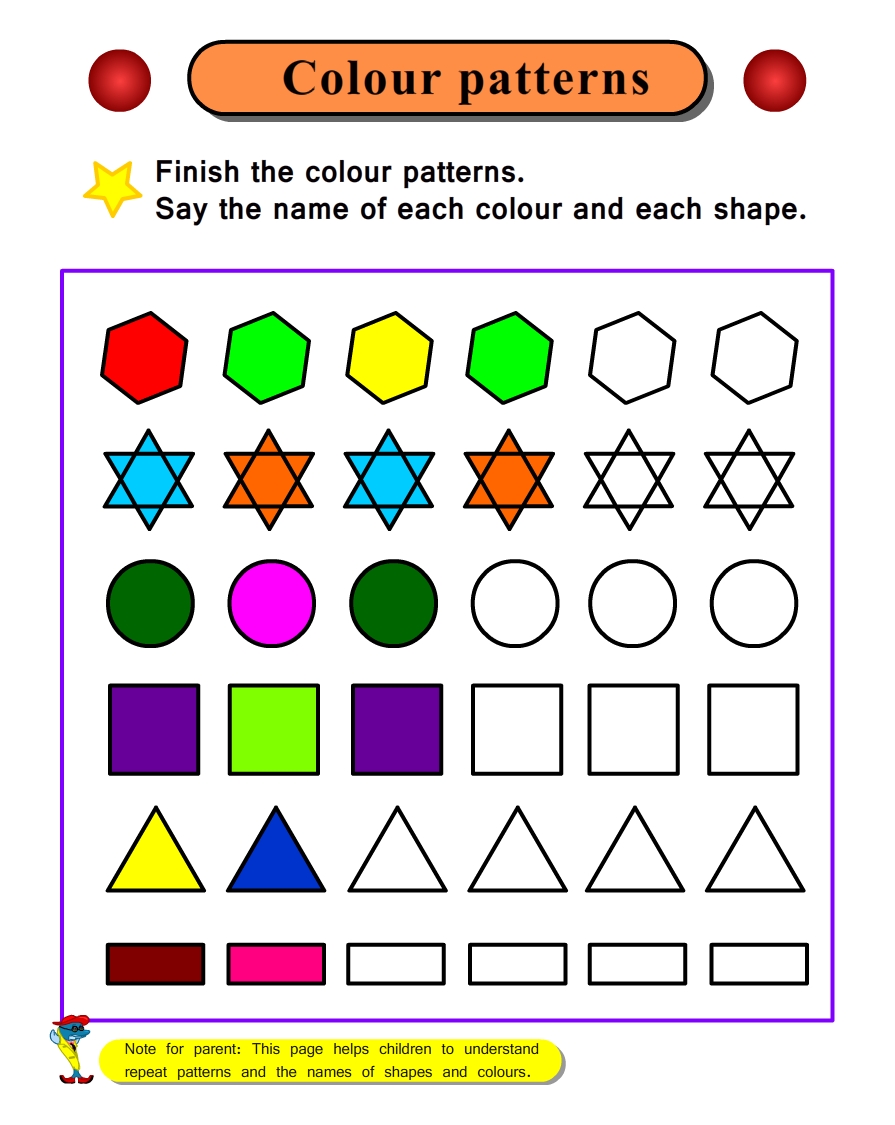 Colour patterns
Finish the colour patterns.
Say the name of each colour and each shape.
Note for parent: This page helps children to understand
repeat patterns and the names of shapes and colours.